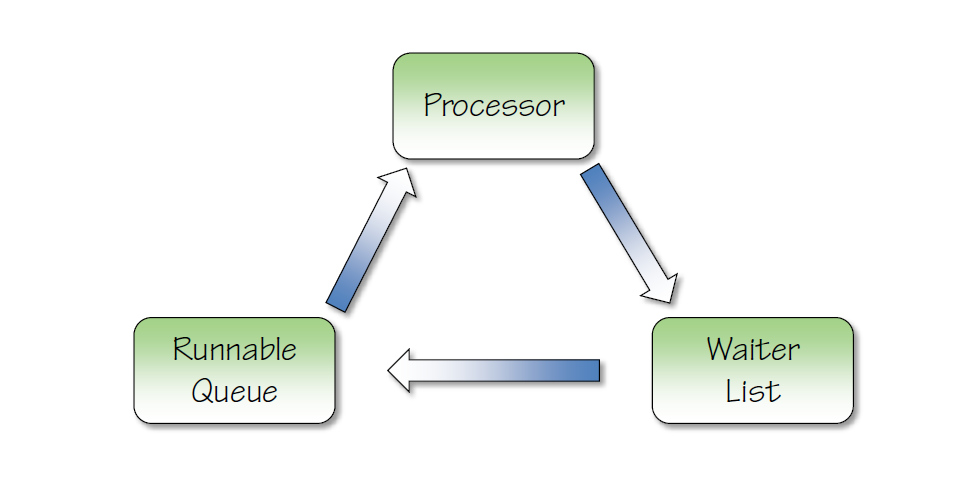 Processor
Runnable
Queue
Waiter
List